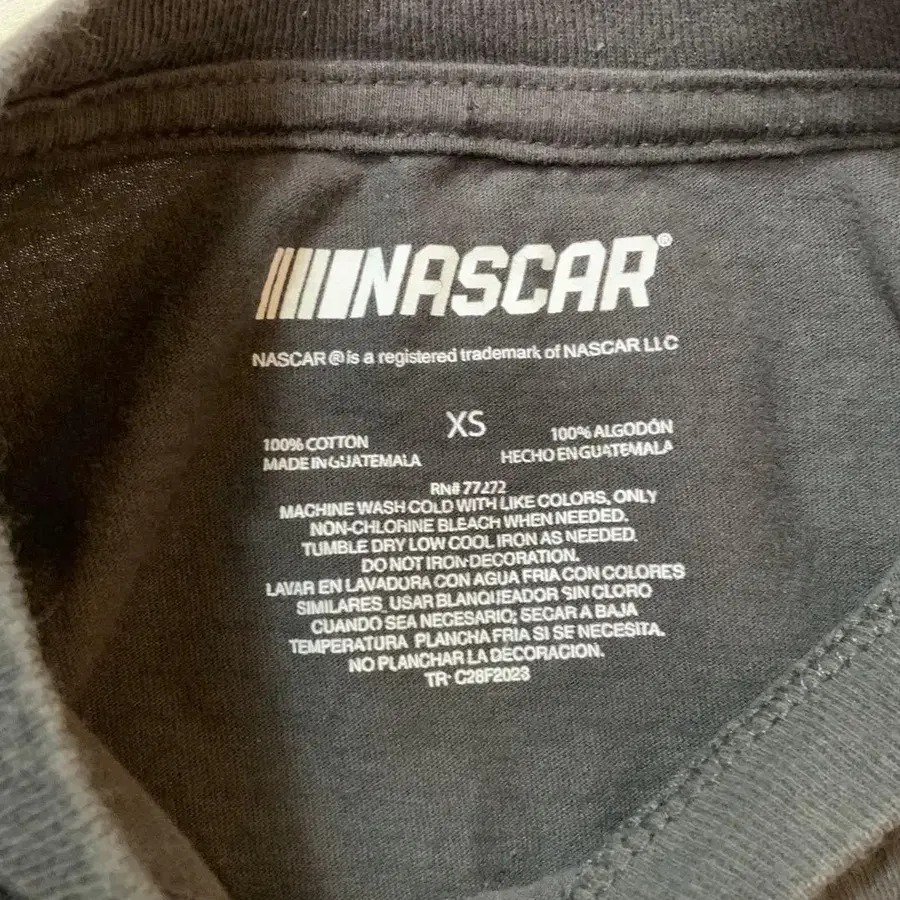 NASCAR®
NASCAR ® is a registered trademark of NASCAR LLC
XS
100% COTTON
MADE IN GUATEMALA
100% ALGODÓN
HECHO EN GUATEMALA
RN# 77272
MACHINE WASH COLD WITH LIKE COLORS, ONLY
NON-CHLORINE BLEACH WHEN NEEDED.
TUMBLE DRY LOW COOL IRON AS NEEDED.
DO NOT IRON DECORATION.
LAVAR EN LAVADORA CON AGUA FRIA CON COLORES
SIMILARES, USAR BLANQUEADOR SIN CLORO
CUANDO SEA NECESARIO; SECAR A BAJA
TEMPERATURA PLANCHA FRIA SI SE NECESITA.
NO PLANCHAR LA DECORACION.
TR- C28F2023